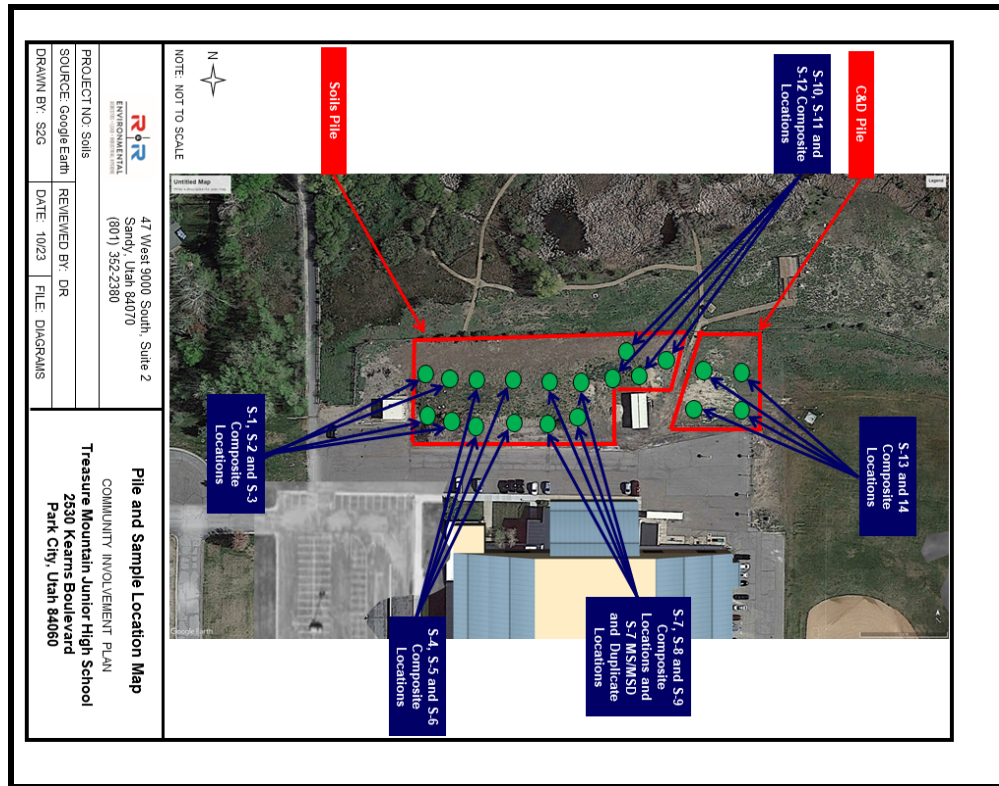 Pile and Sample Location Map
COMMUNITY INVOLVEMENT PLAN
Treasure Mountain Junior High School
2530 Kearns Boulevard
Park City, Utah 84060
R R
ENVIRONMENTAL
47 West 9000 South, Suite 2
Sandy, Utah 84070
(801) 352-2380
PROJECT NO: Soils
SOURCE: Google Earth
REVIEWED BY: DR
DRAWN BY: S2G
DATE: 10/23
FILE: DIAGRAMS
N
NOTE: NOT TO SCALE
Soils Pile
C&D Pile
S-10, S-11 and
S-12 Composite
Locations
S-13 and 14
Composite
Locations
S-7, S-8 and S-9
Composite
Locations and
S-7 MS/MSD
and Duplicate
Locations
S-4, S-5 and S-6
Composite
Locations
S-1, S-2 and S-3
Composite
Locations
Untitled Map
Legend
Google Earth